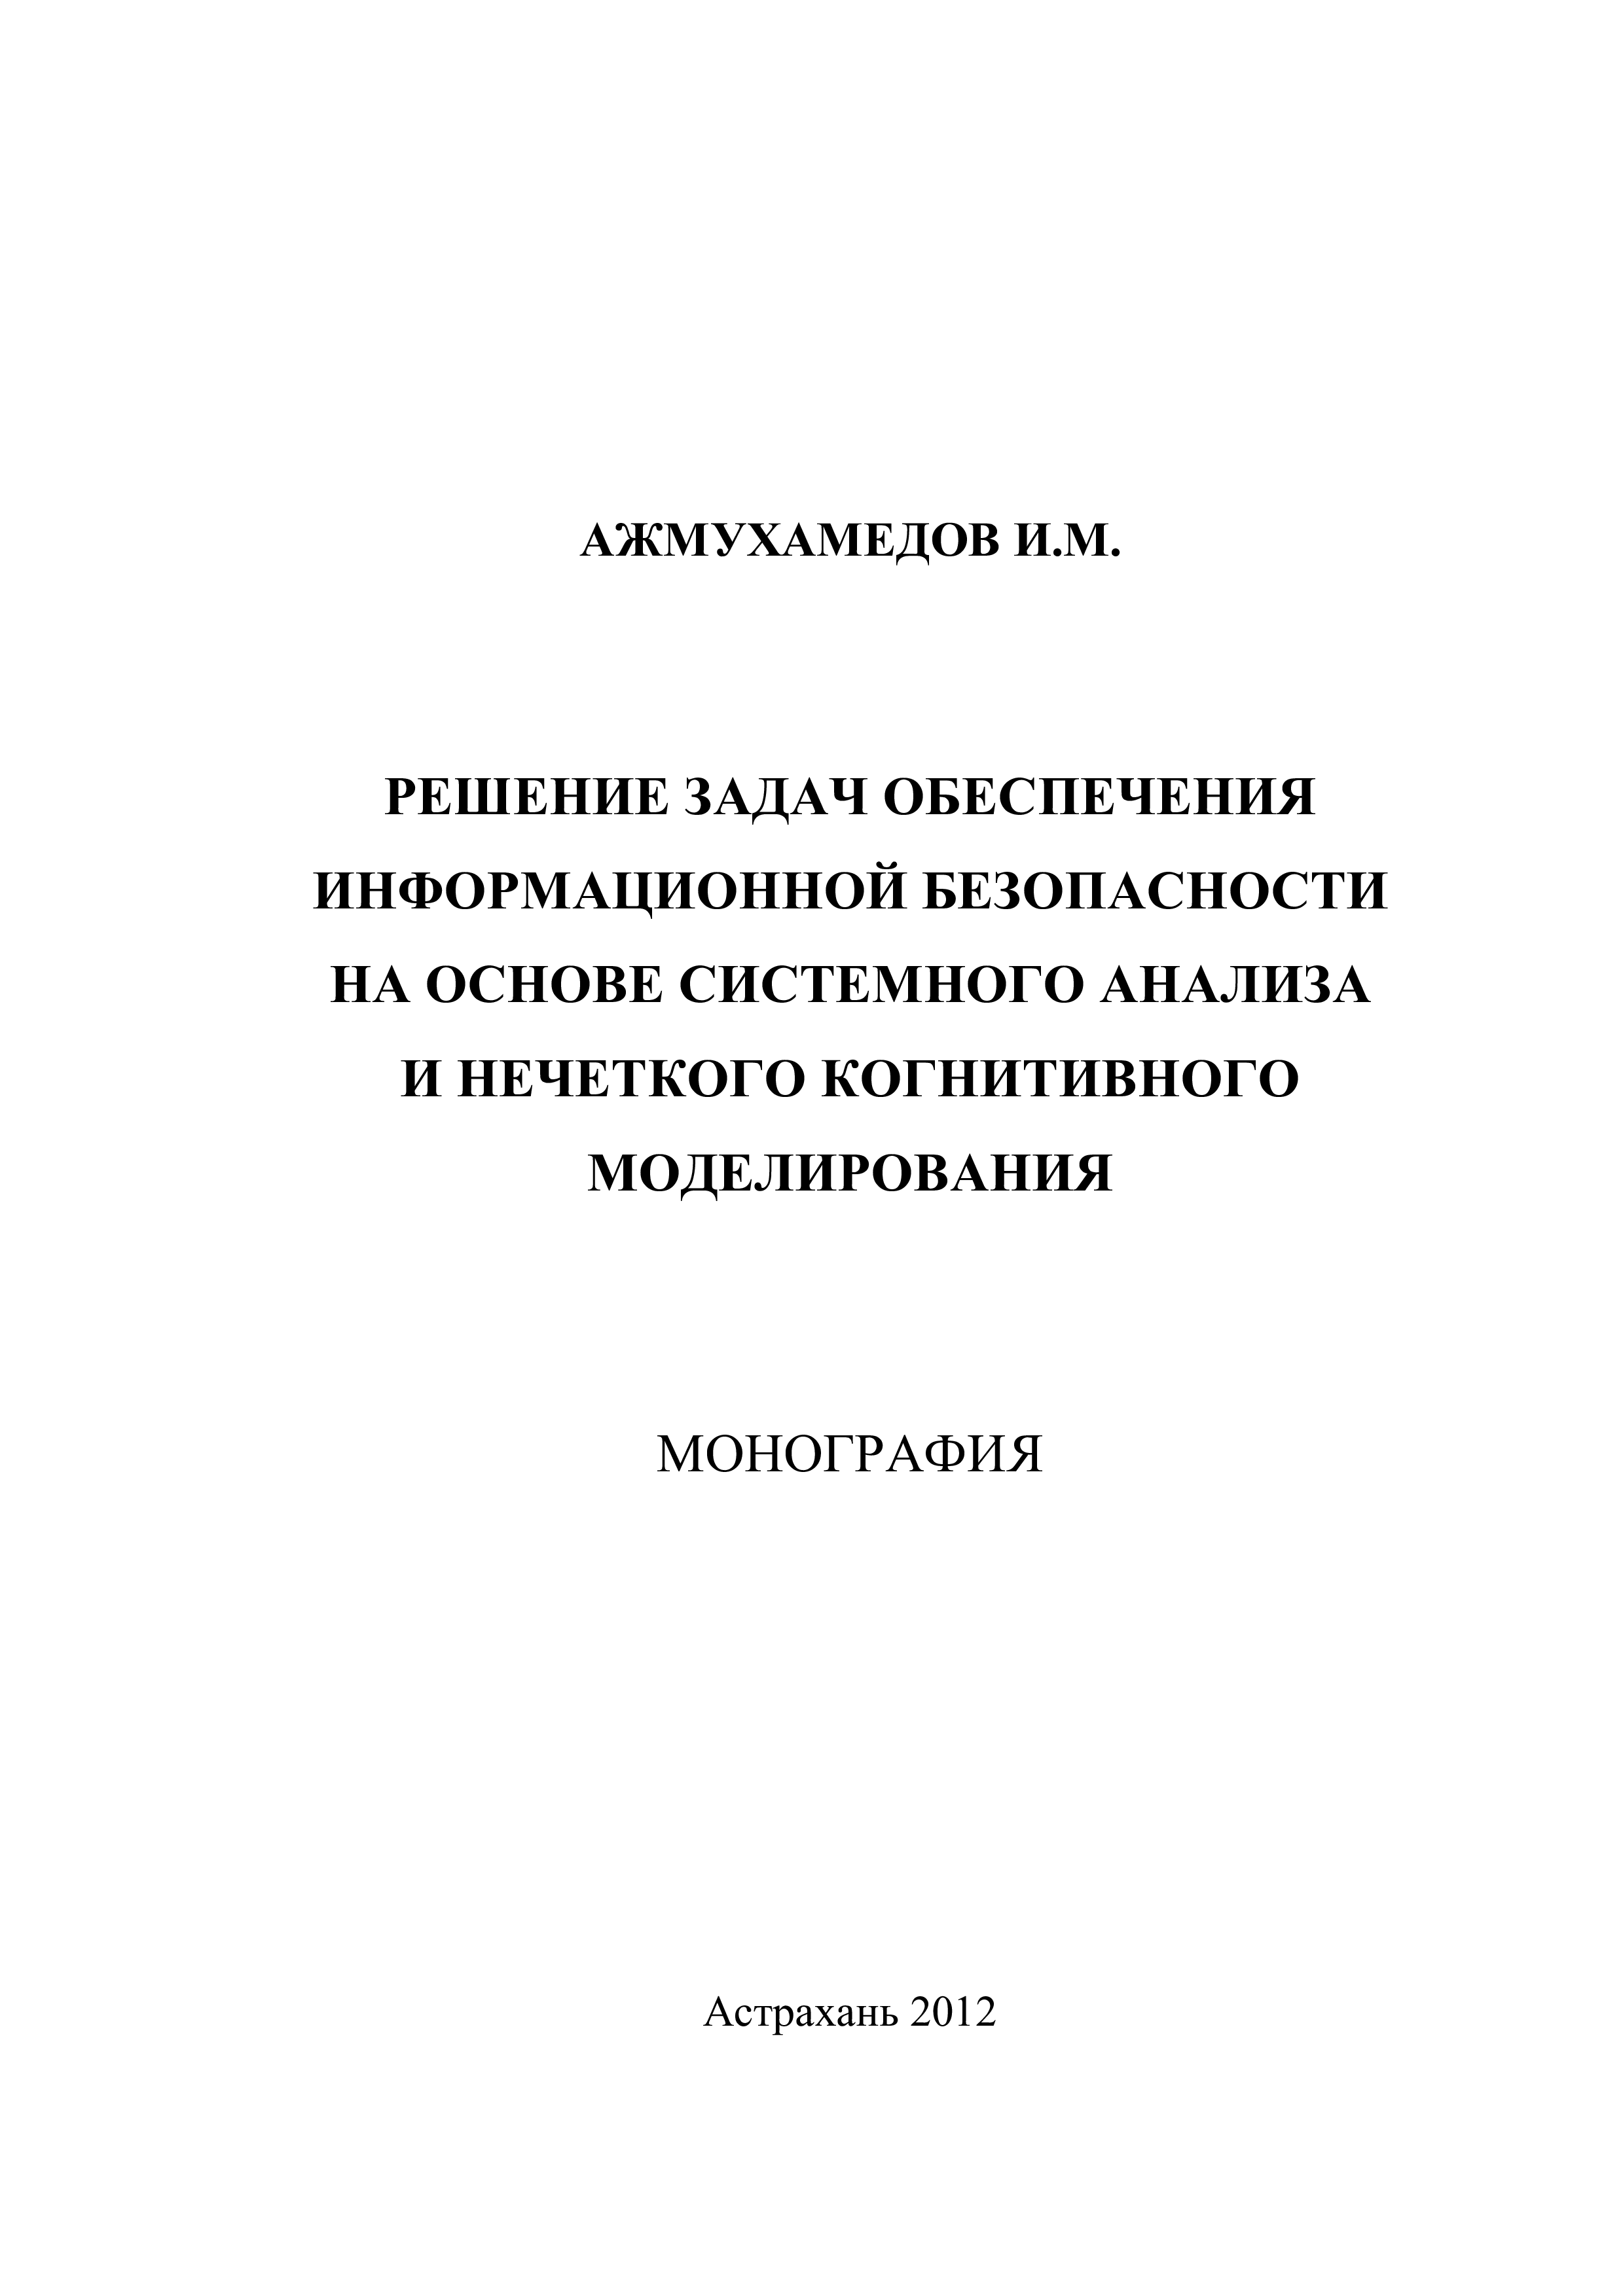 АЖМУХАМЕДОВ И.М.
РЕШЕНИЕ ЗАДАЧ ОБЕСПЕЧЕНИЯ
ИНФОРМАЦИОННОЙ БЕЗОПАСНОСТИ
НА ОСНОВЕ СИСТЕМНОГО АНАЛИЗА
И НЕЧЕТКОГО КОГНИТИВНОГО
МОДЕЛИРОВАНИЯ
МОНОГРАФИЯ
Астрахань 2012